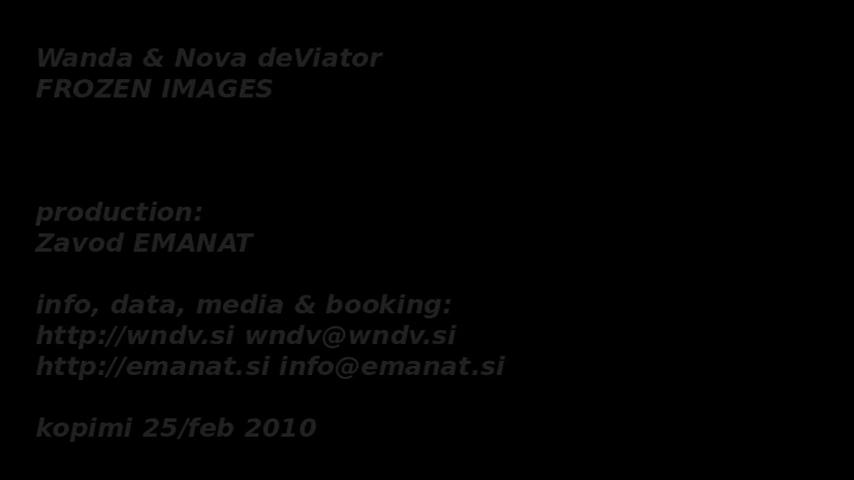 Wanda & Nova deViator
FROZEN IMAGES
production:
Zavod EMANAT
info, data, media & booking:
http://wndv.si wndv@wndv.si
http://emanat.si info@emanat.si
kopimi 25/feb 2010